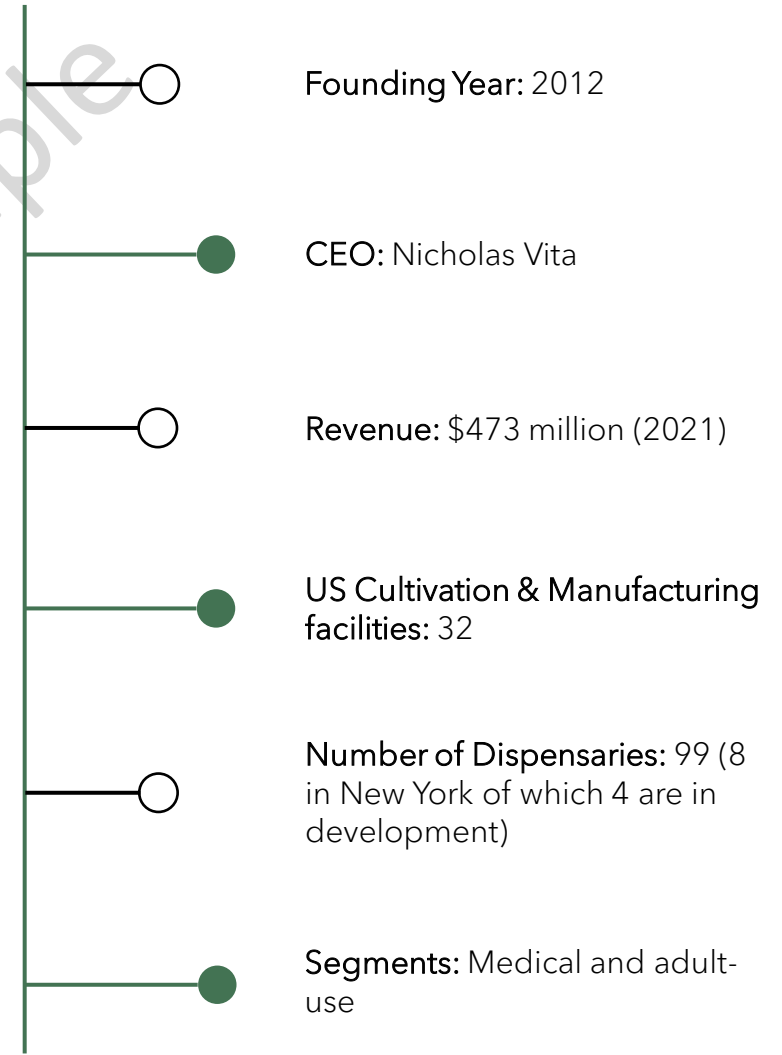 Founding Year: 2012
CEO: Nicholas Vita
Revenue: $473 million (2021)
US Cultivation & Manufacturing
facilities: 32
Number of Dispensaries: 99 (8
in New York of which 4 are in
development)
Segments: Medical and adult-
use